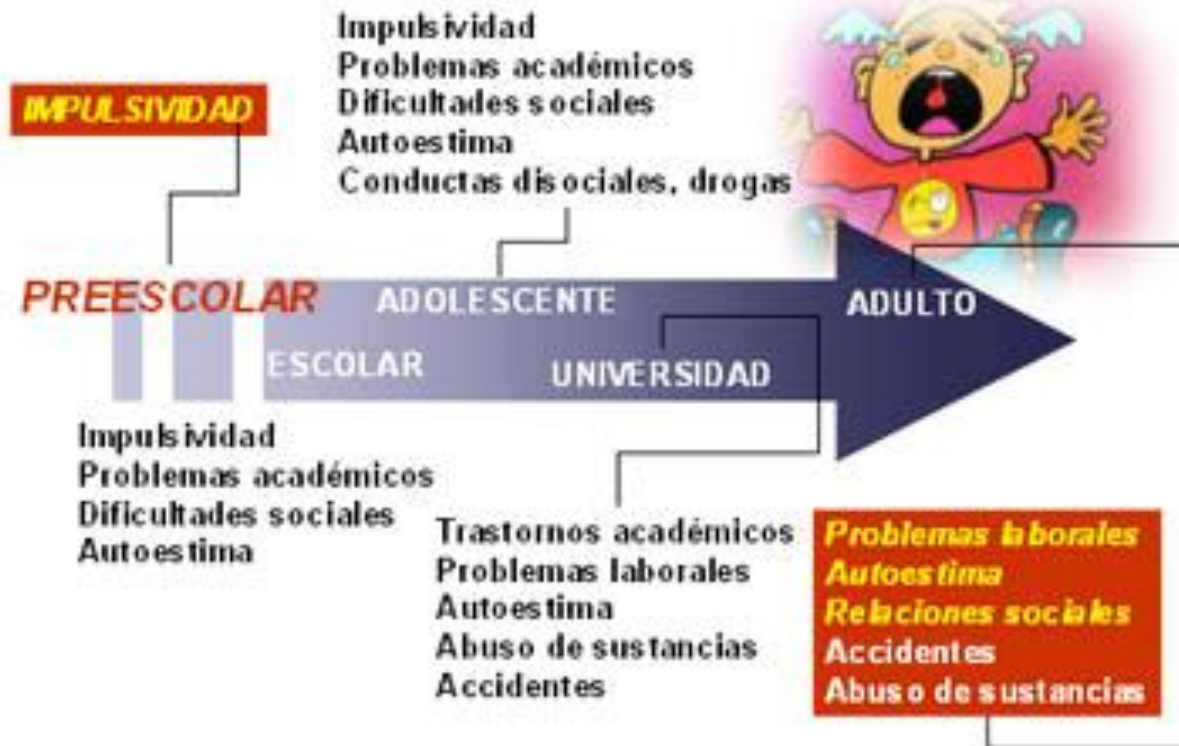 IMPULSIVIDAD
Impulsividad
Problemas académicos
Dificultades sociales
Autoestima
Conductas disociales, drogas
PREESCOLAR
ADOLESCENTE
ADULTO
ESCOLAR
UNIVERSIDAD
Impulsividad
Problemas académicos
Dificultades sociales
Autoestima
Trastornos académicos
Problemas laborales
Autoestima
Abuso de sustancias
Accidentes
Problemas laborales
Autoestima
Relaciones sociales
Accidentes
Abuso de sustancias